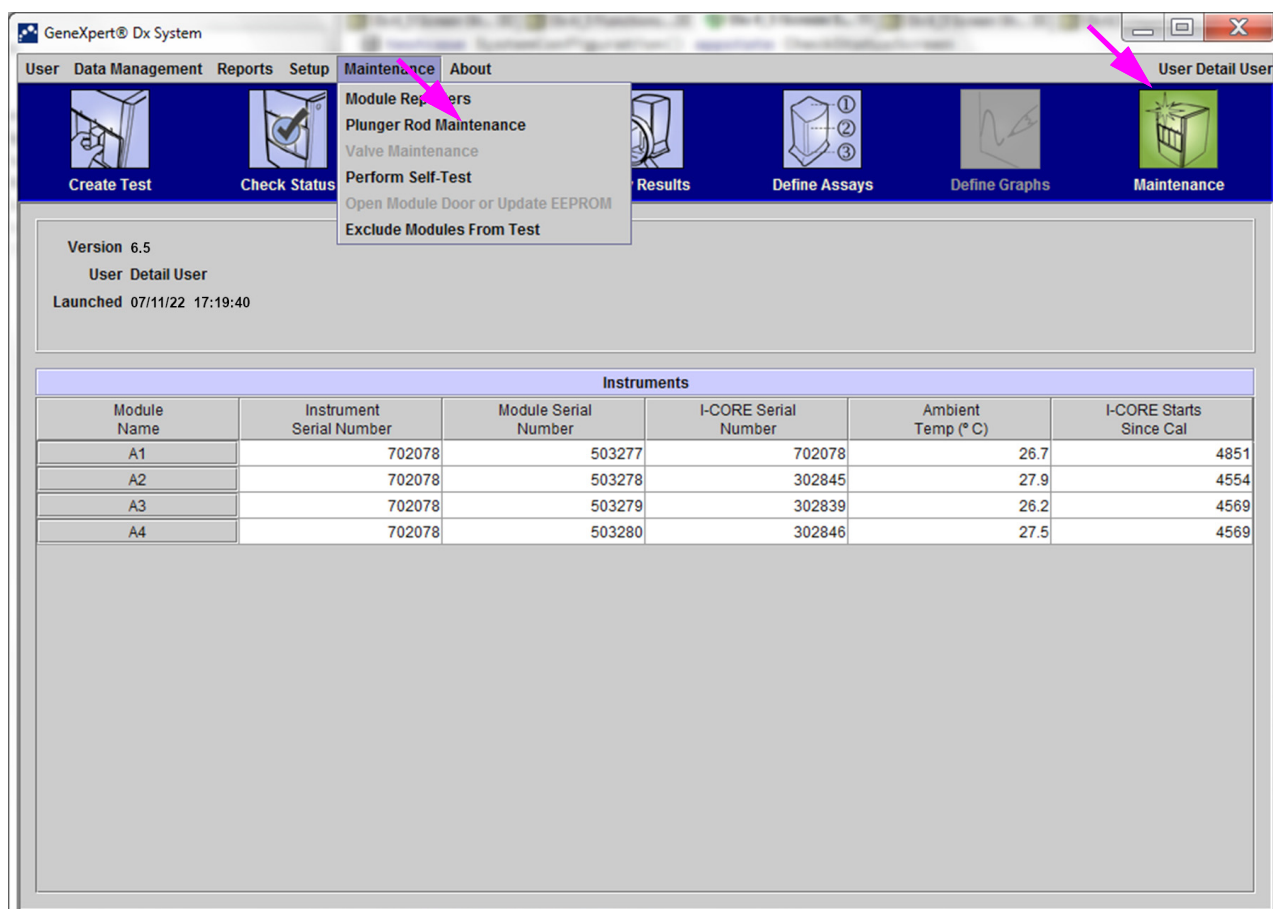 GeneXpert® Dx System
User Data Management Reports Setup Maintenance About User Detail User
Module Reporters
Plunger Rod Maintenance
Valve Maintenance
Perform Self-Test
Open Module Door or Update EEPROM
Exclude Modules From Test
Create Test Check Status Results Define Assays Define Graphs Maintenance
Version 6.5
User Detail User
Launched 07/11/22 17:19:40
Instruments
Module Name Instrument Serial Number Module Serial Number I-CORE Serial Number Ambient Temp (º C) I-CORE Starts Since Cal
A1 702078 503277 702078 26.7 4851
A2 702078 503278 302845 27.9 4554
A3 702078 503279 302839 26.2 4569
A4 702078 503280 302846 27.5 4569